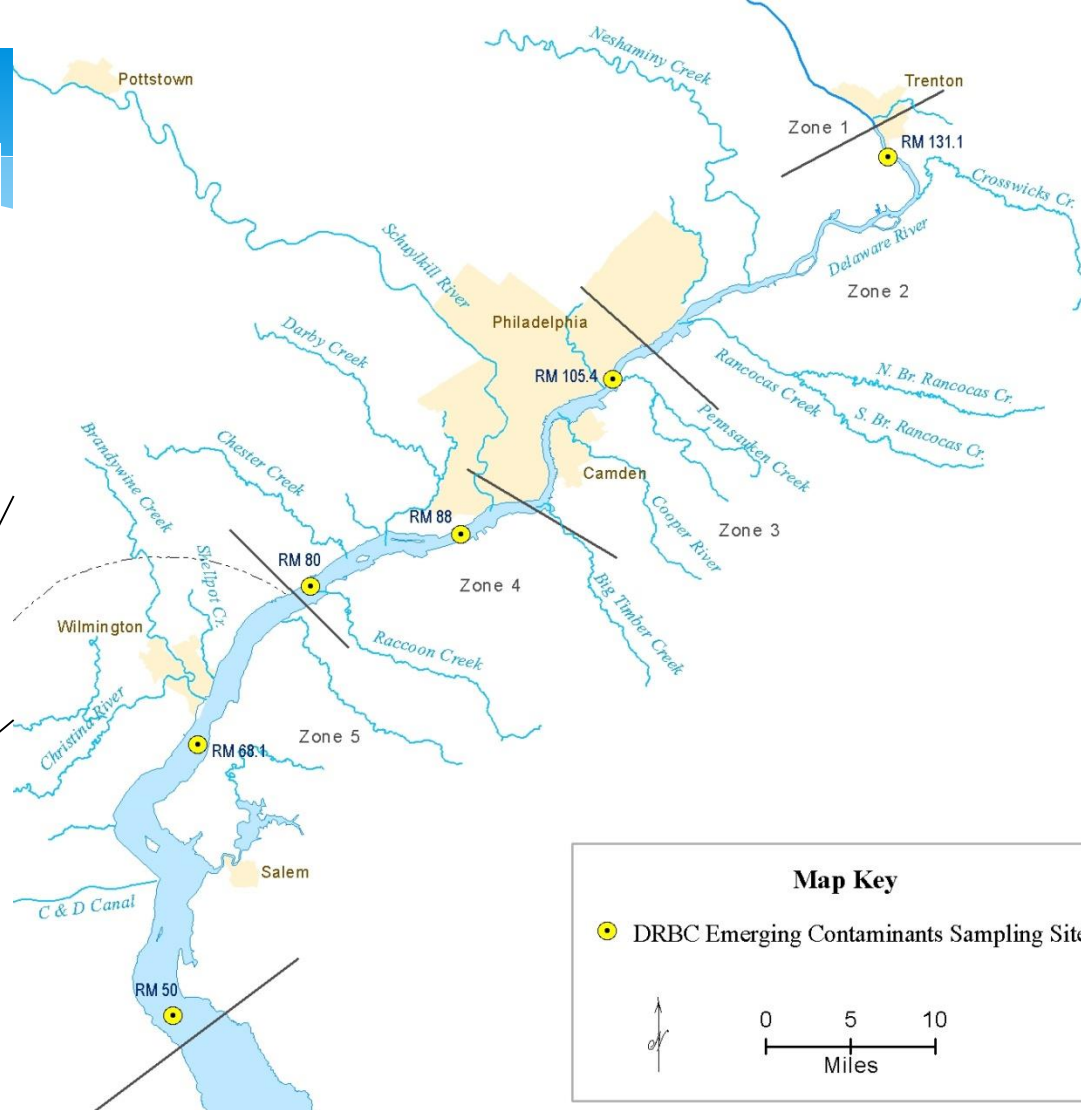 Neshaminy Creek
Pottstown
Trenton
Zone 1
RM 131.1
Crosswicks Cr.
Schuylkill River
Delaware River
Zone 2
Philadelphia
Darby Creek
RM 105.4
Rancocas Creek
N. Br. Rancocas Cr.
S. Br. Rancocas Cr.
Pennsauken Creek
Brandywine Creek
Chester Creek
Camden
Cooper River
Zone 3
RM 88
Shellpot Cr.
RM 80
Zone 4
Big Timber Creek
Wilmington
Raccoon Creek
Christina River
Zone 5
RM 68.1
Salem
C & D Canal
RM 50
Map Key
DRBC Emerging Contaminants Sampling Site
N
0 5 10
Miles